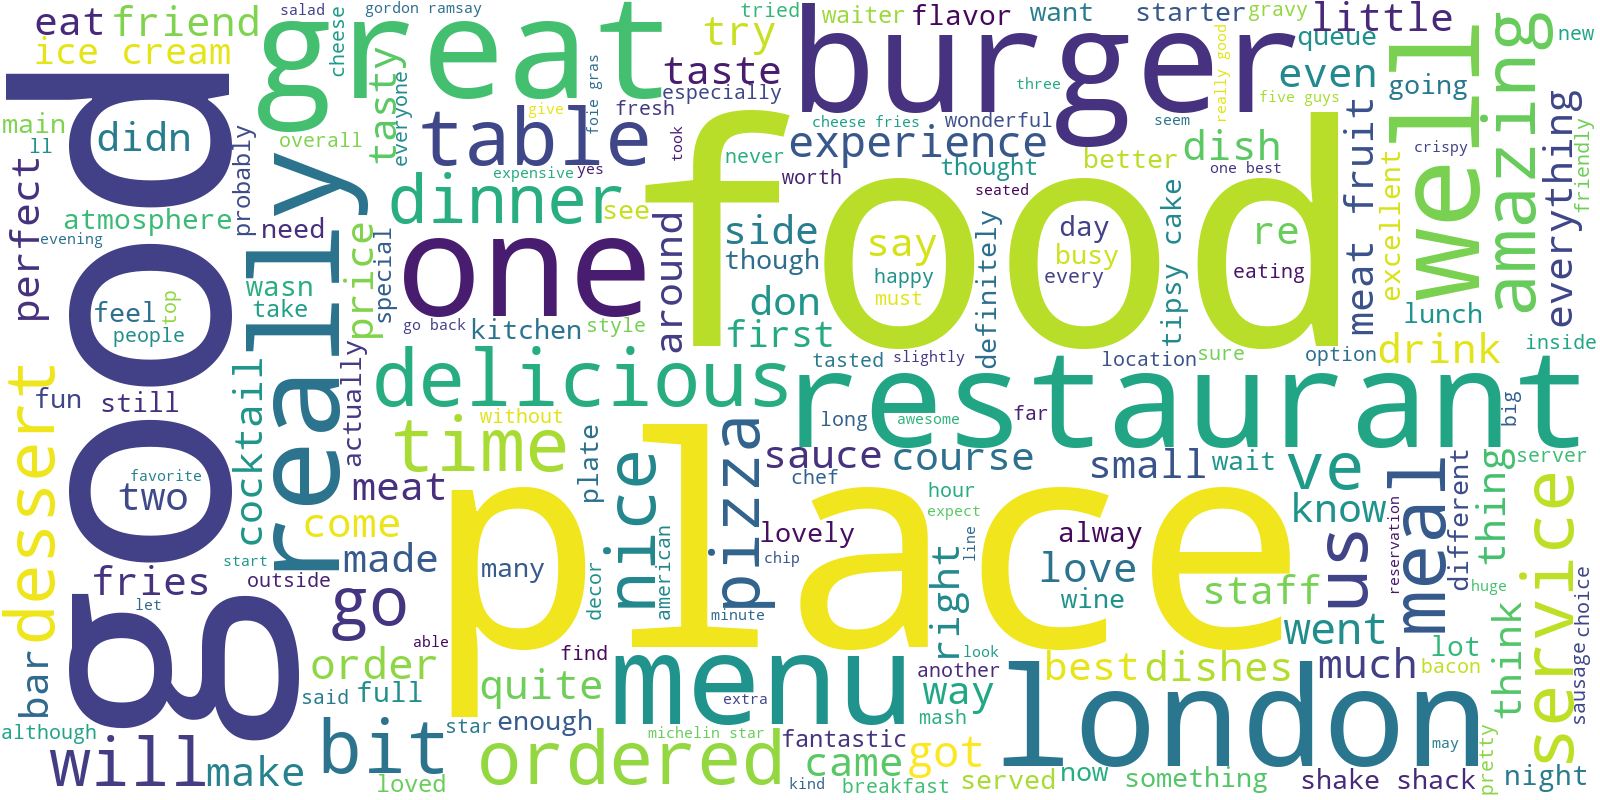 eat
friend
salad
gordon ramsay
great
cheese
ice cream
tried
try
waiter
flavor
want
starter
gravy
little
new
burger
really good
queue
amazing
well
taste
especially
three
even
going
five guys
tasty
everyone
foie gras
give
fresh
table
took
main
ll
didn
overall
cheese fries
wonderful
seem
experience
never
better
dish
crispy
one best
meat fruit
excellent
everything
friendly
perfect
probably
expensive
yes
worth
thought
seated
good
atmosphere
evening
need
really
price
special
dinner
see
around
food
side
say
day
re
tipsy cake
though
happy
busy
every
eating
definitely
must
feel
top
people
wasn
take
one
don
first
lunch
go back
kitchen
style
tasted
slightly
location
sure
option
drink
inside
dessert
fun
still
cocktail
actually
delicious
restaurant
without
long
awesome
far
big
time
plate
pizza
sauce
course
chef
small
wait
ve
server
favorite
two
meat
nice
place
hour
expect
know
meal
different
thing
service
come
lovely
line
alway
reservation
start
made
chip
american
decor
many
love
us
fries
outside
right
wine
staff
huge
let
go
minute
went
think
sausage
choice
bar
able
find
look
order
menu
another
best
dishes
much
lot
bacon
said
full
quite
extra
way
london
although
star
enough
mash
will
bit
michelin star
fantastic
may
pretty
make
ordered
came
got
loved
kind
breakfast
served
now
something
shake shack
night